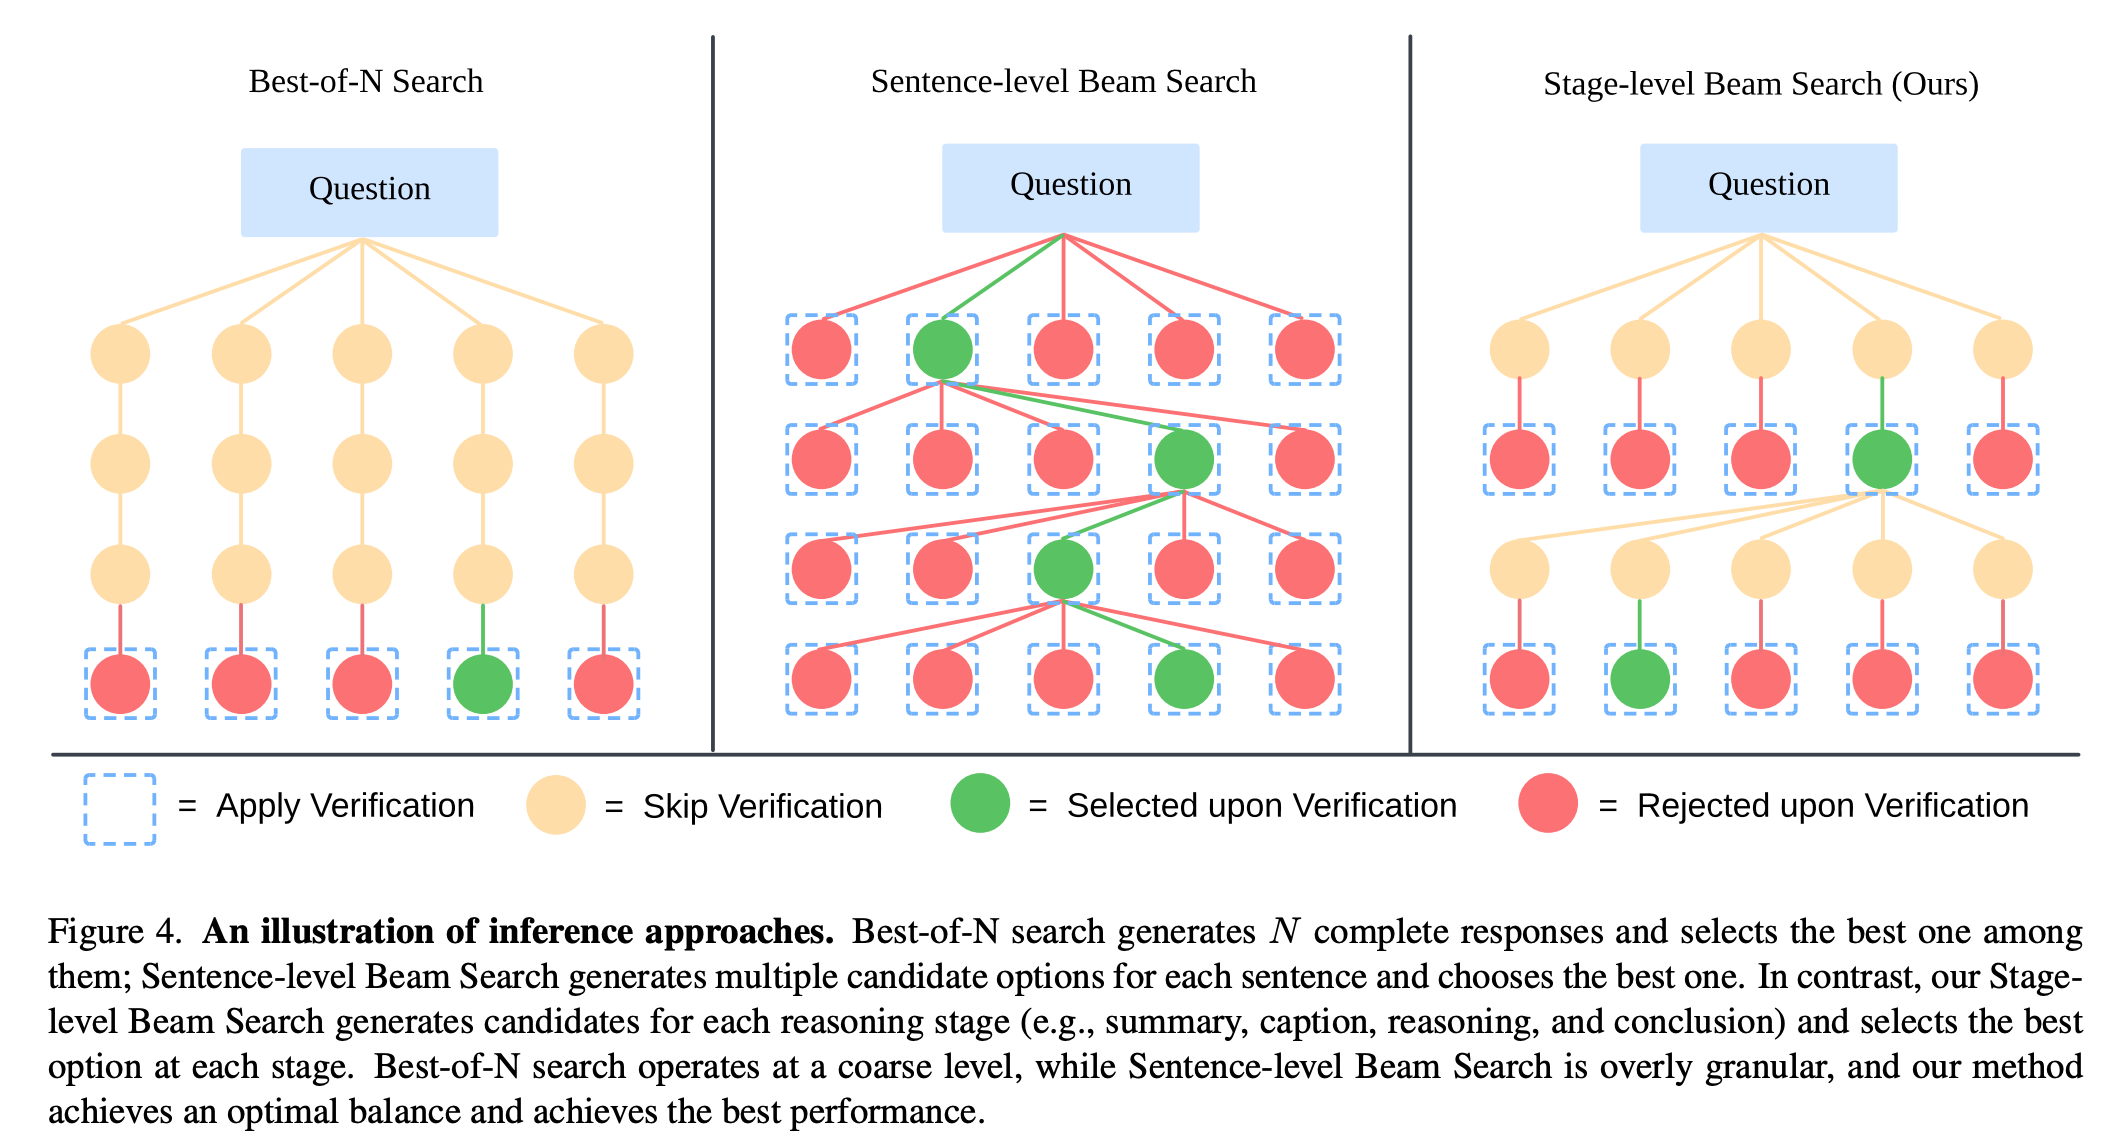 Best-of-N Search
Sentence-level Beam Search
Stage-level Beam Search (Ours)
Question
Question
Question
= Apply Verification
= Skip Verification
= Selected upon Verification
= Rejected upon Verification
Figure 4. An illustration of inference approaches. Best-of-N search generates N complete responses and selects the best one among
them; Sentence-level Beam Search generates multiple candidate options for each sentence and chooses the best one. In contrast, our Stage-
level Beam Search generates candidates for each reasoning stage (e.g., summary, caption, reasoning, and conclusion) and selects the best
option at each stage. Best-of-N search operates at a coarse level, while Sentence-level Beam Search is overly granular, and our method
achieves an optimal balance and achieves the best performance.